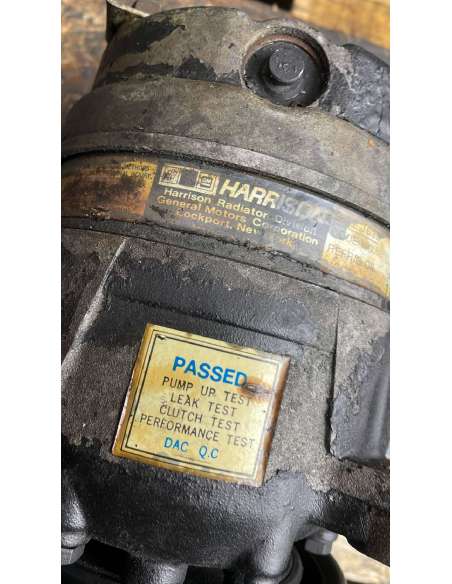 HARRISON
Harrison Radiator Division
General Motors Corporation
Lockport, New York
PASSED
PUMP UP TEST
LEAK TEST
CLUTCH TEST
PERFORMANCE TEST
DAC Q.C